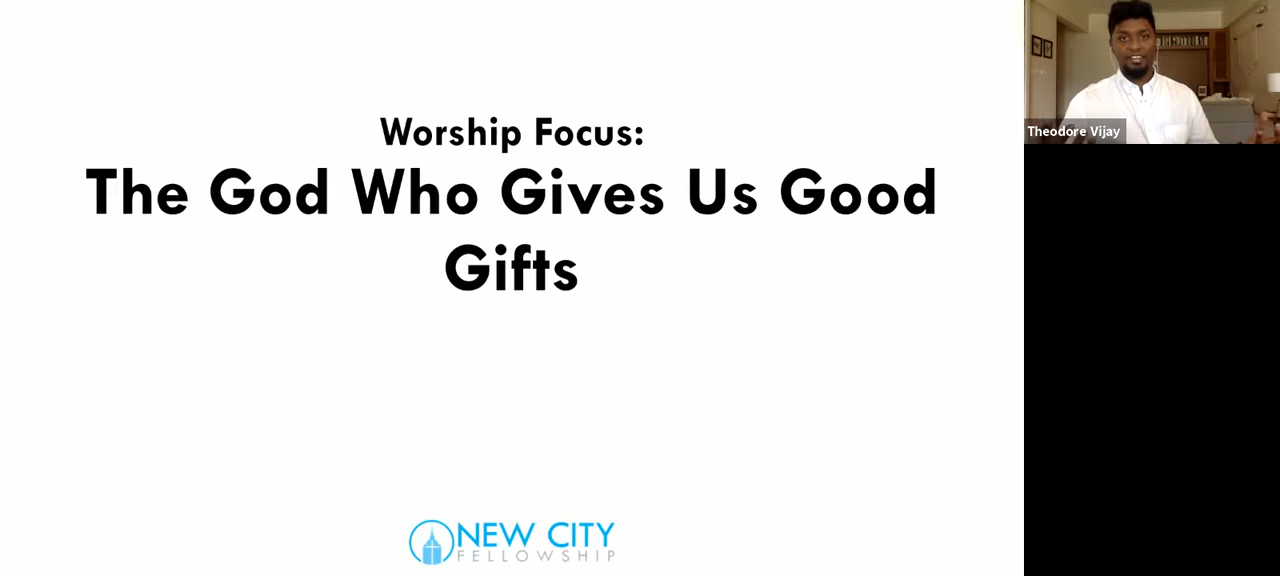 Worship Focus:
The God Who Gives Us Good
Gifts
Theodore Vijay
NEW CITY
FELLOWSHIP